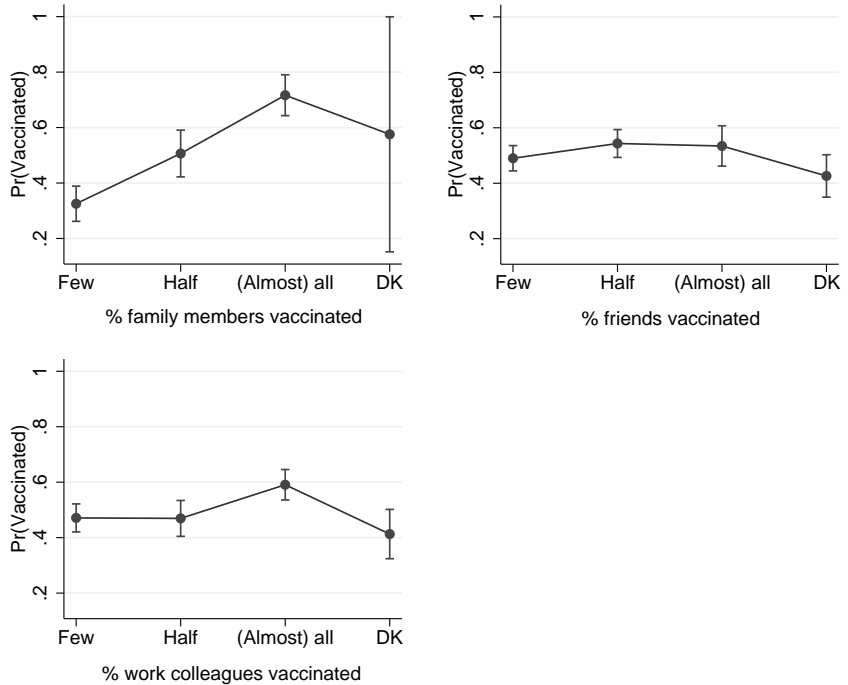 Pr(Vaccinated)
1
.8
.6
.4
.2
Few Half (Almost) all DK
% family members vaccinated
Pr(Vaccinated)
1
.8
.6
.4
.2
Few Half (Almost) all DK
% friends vaccinated
Pr(Vaccinated)
1
.8
.6
.4
.2
Few Half (Almost) all DK
% work colleagues vaccinated